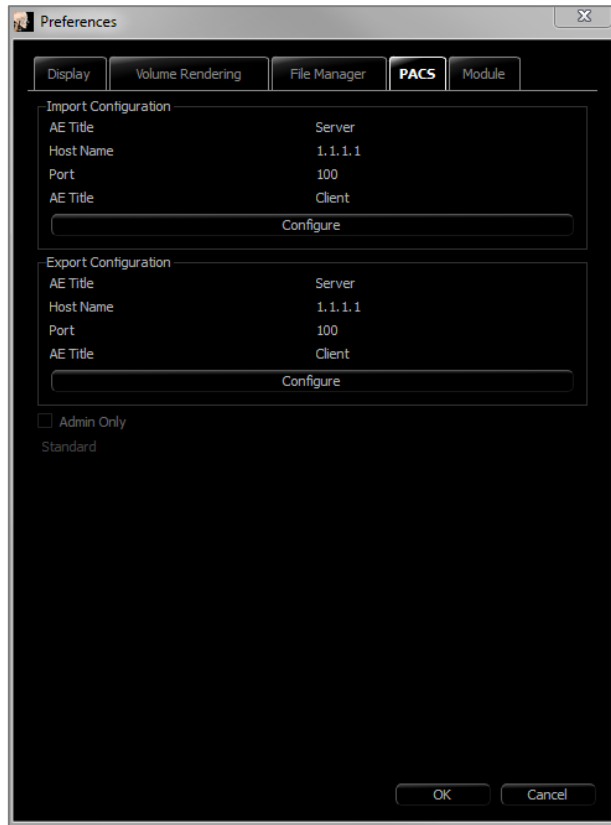 Preferences
Display Volume Rendering File Manager PACS Module
Import Configuration
AE Title Server
Host Name 1.1.1.1
Port 100
AE Title Client
Configure
Export Configuration
AE Title Server
Host Name 1.1.1.1
Port 100
AE Title Client
Configure
Admin Only
Standard
OK Cancel